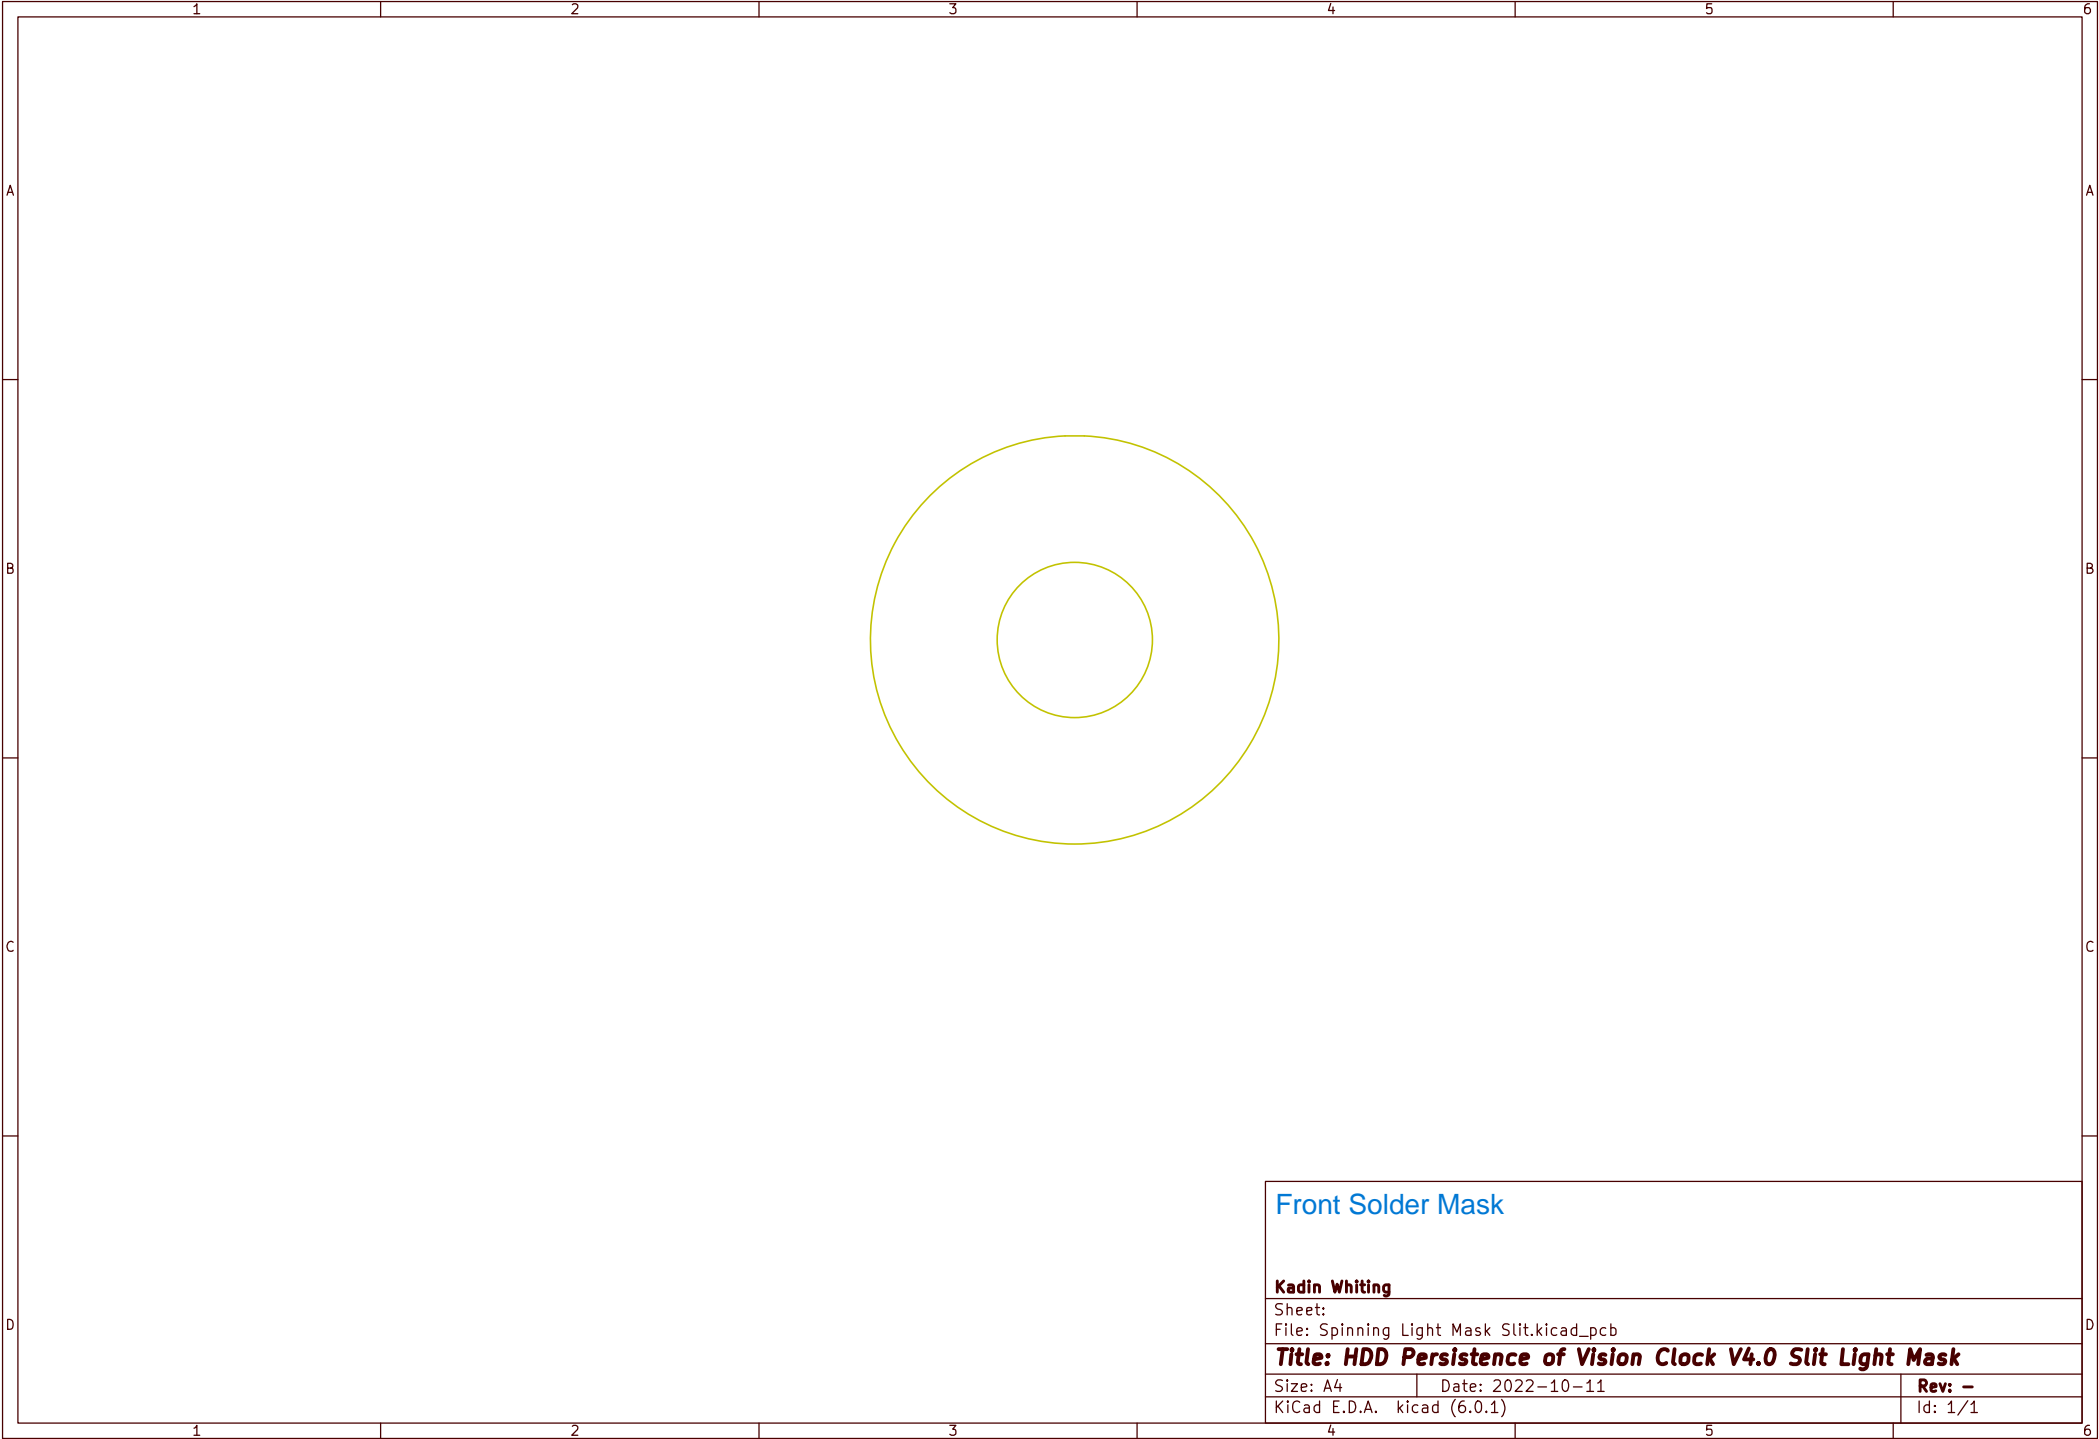 1 2 3 4 5 6
A A
B B
C C
D D
Front Solder Mask
Kadin Whiting
Sheet:
File: Spinning Light Mask Slit.kicad_pcb
Title: HDD Persistence of Vision Clock V4.0 Slit Light Mask
Size: A4 Date: 2022-10-11 Rev: -
KiCad E.D.A. kicad (6.0.1) Id: 1/1
1 2 3 4 5 6